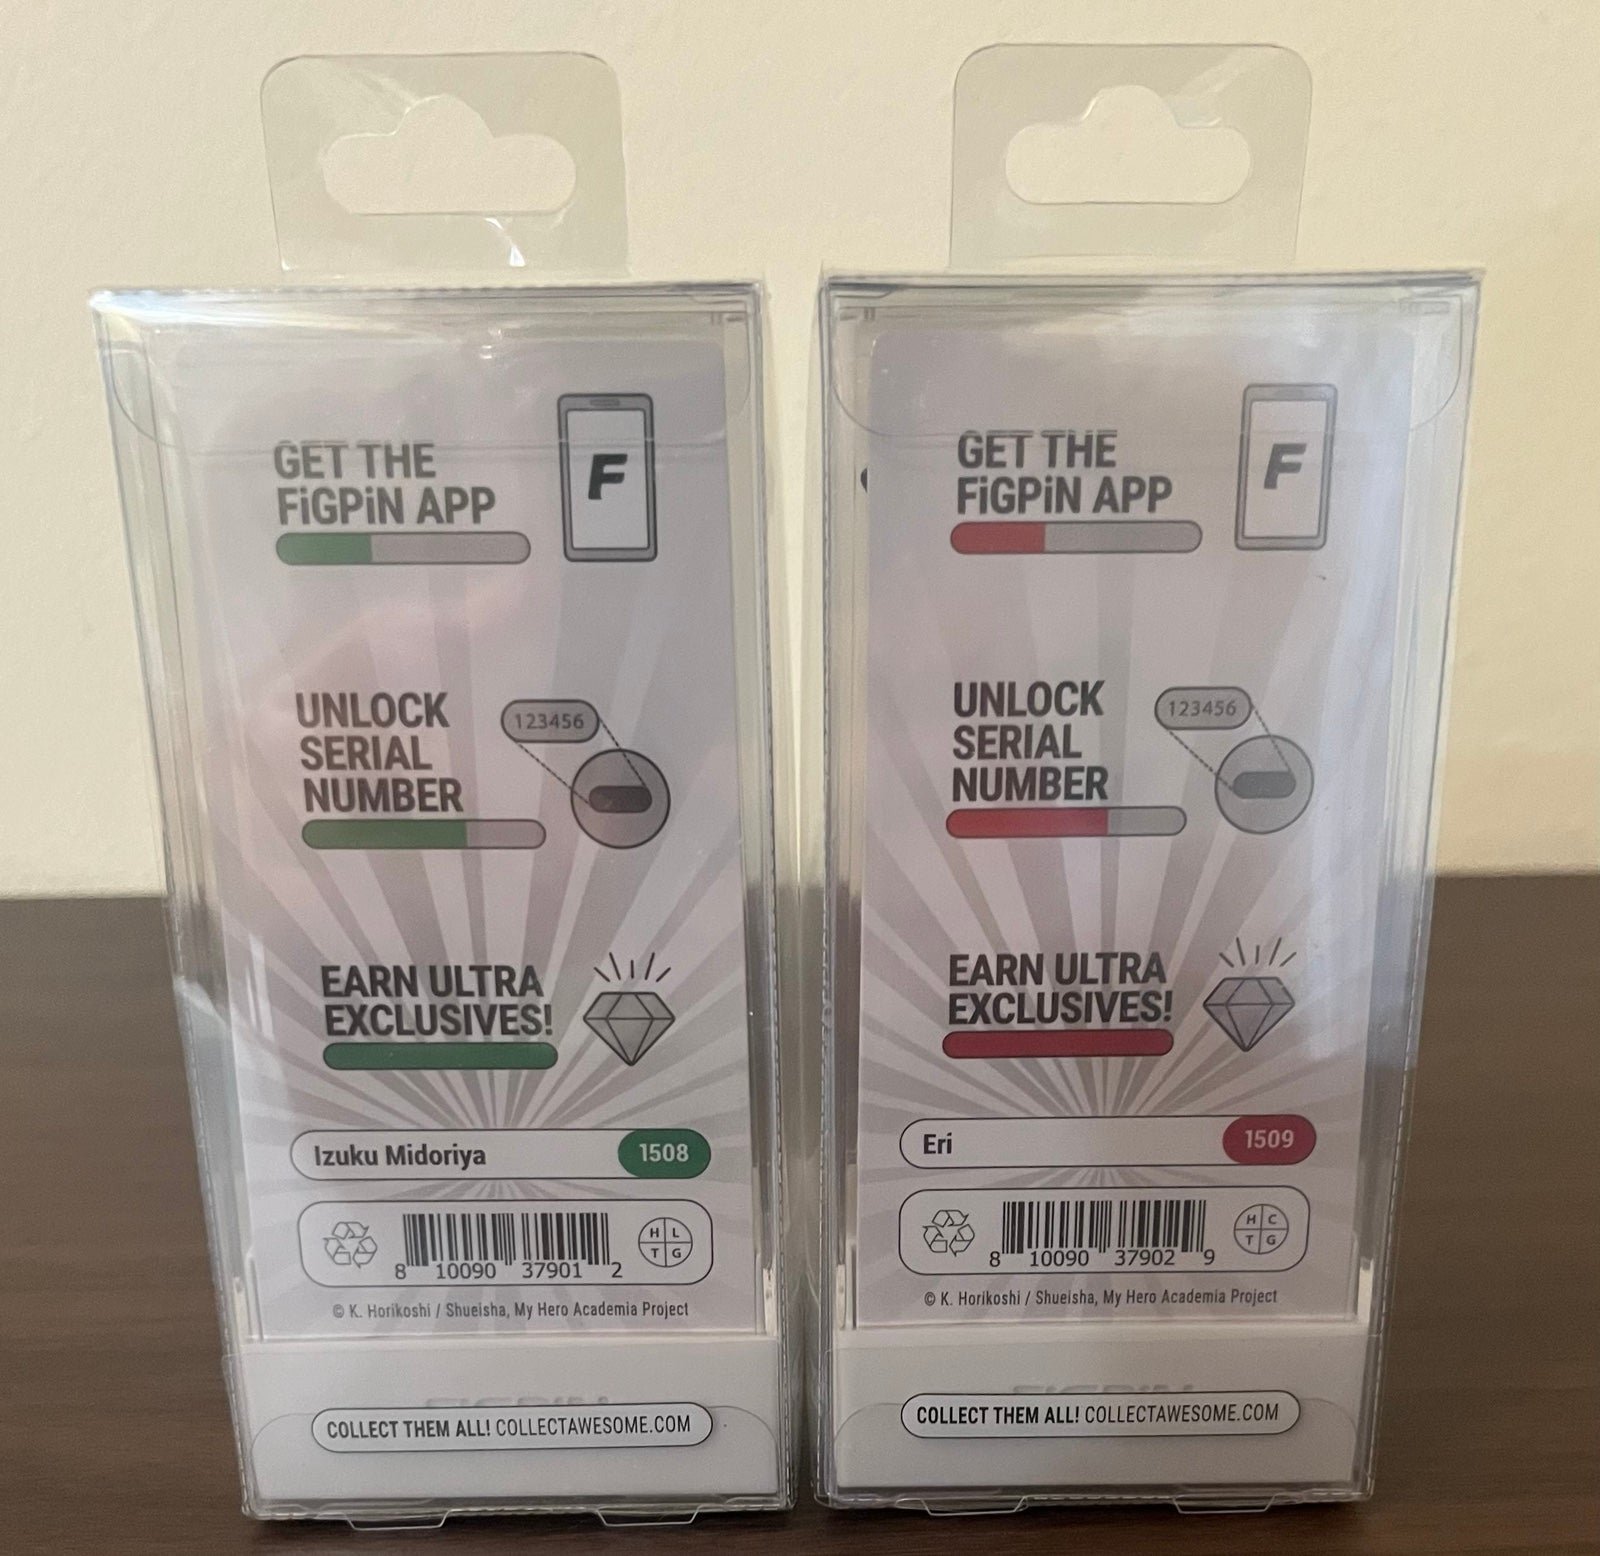 GET THE
FiGPiN APP
F
UNLOCK
SERIAL
NUMBER
123456
EARN ULTRA
EXCLUSIVES!
Izuku Midoriya 1508
8 10090 37901 2
H L
T G
© K. Horikoshi / Shueisha, My Hero Academia Project
COLLECT THEM ALL! COLLECTAWESOME.COM
GET THE
FiGPiN APP
F
UNLOCK
SERIAL
NUMBER
123456
EARN ULTRA
EXCLUSIVES!
Eri 1509
8 10090 37902 9
H C
T G
© K. Horikoshi / Shueisha, My Hero Academia Project
COLLECT THEM ALL! COLLECTAWESOME.COM